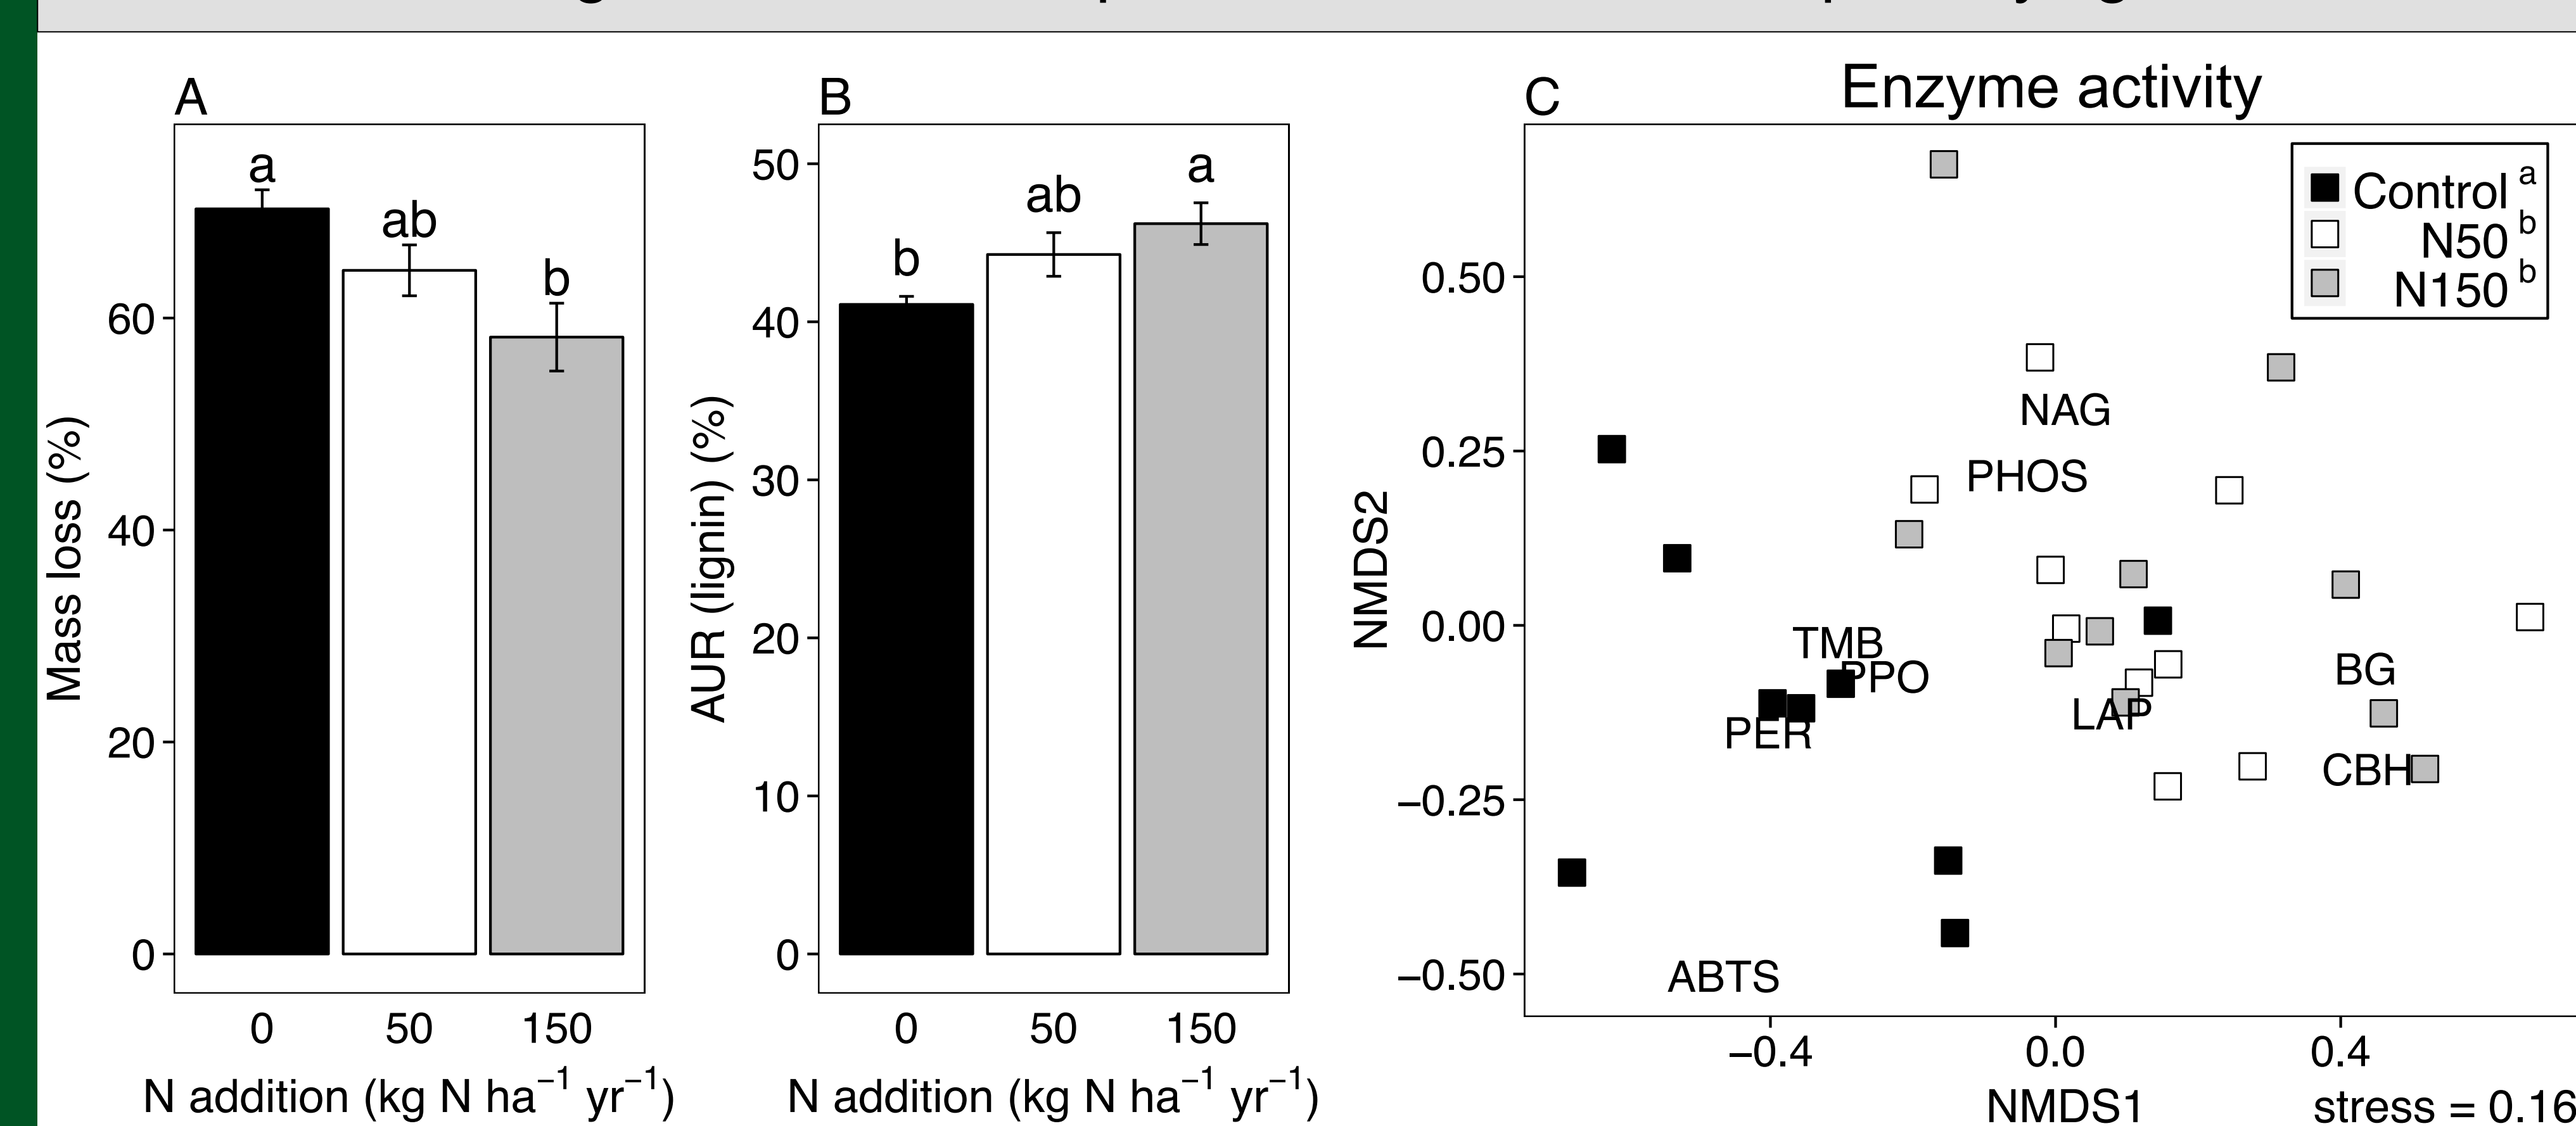 A
a
ab
b
60
40
20
0
Mass loss (%)
0 50 150
N addition (kg N ha⁻¹ yr⁻¹)
B
b
ab
a
50
40
30
20
10
0
AUR (lignin) (%)
0 50 150
N addition (kg N ha⁻¹ yr⁻¹)
C
Enzyme activity
Control ᵃ
N50 ᵇ
N150 ᵇ
0.50
0.25
0.00
−0.25
−0.50
NMDS2
NAG
PHOS
TMB
PPO
PER
LAP
BG
CBH
ABTS
−0.4 0.0 0.4
NMDS1
stress = 0.16